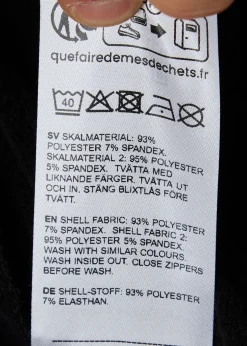 quefairedemesdechets.fr
40
SV SKALMATERIAL: 93%
POLYESTER 7% SPANDEX.
SKALMATERIAL 2: 95% POLYESTER
5% SPANDEX. TVÄTTA MED
LIKNANDE FÄRGER. TVÄTTA UT
OCH IN. STÄNG BLIXTLÅS FÖRE
TVÄTT.
EN SHELL FABRIC: 93% POLYESTER
7% SPANDEX. SHELL FABRIC 2:
95% POLYESTER 5% SPANDEX.
WASH WITH SIMILAR COLOURS.
WASH INSIDE OUT. CLOSE ZIPPERS
BEFORE WASH.
DE SHELL-STOFF: 93% POLYESTER
7% ELASTHAN.